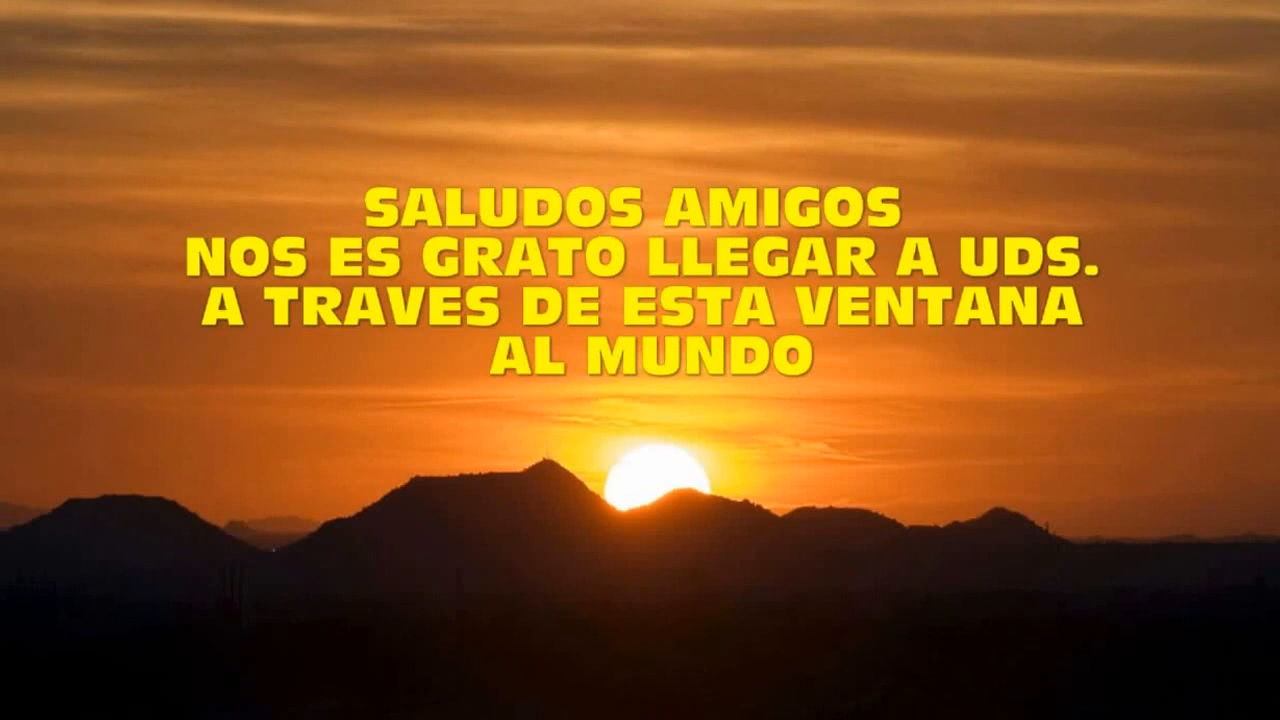 SALUDOS AMIGOS
NOS ES GRATO LLEGAR A UDS.
A TRAVES DE ESTA VENTANA
AL MUNDO